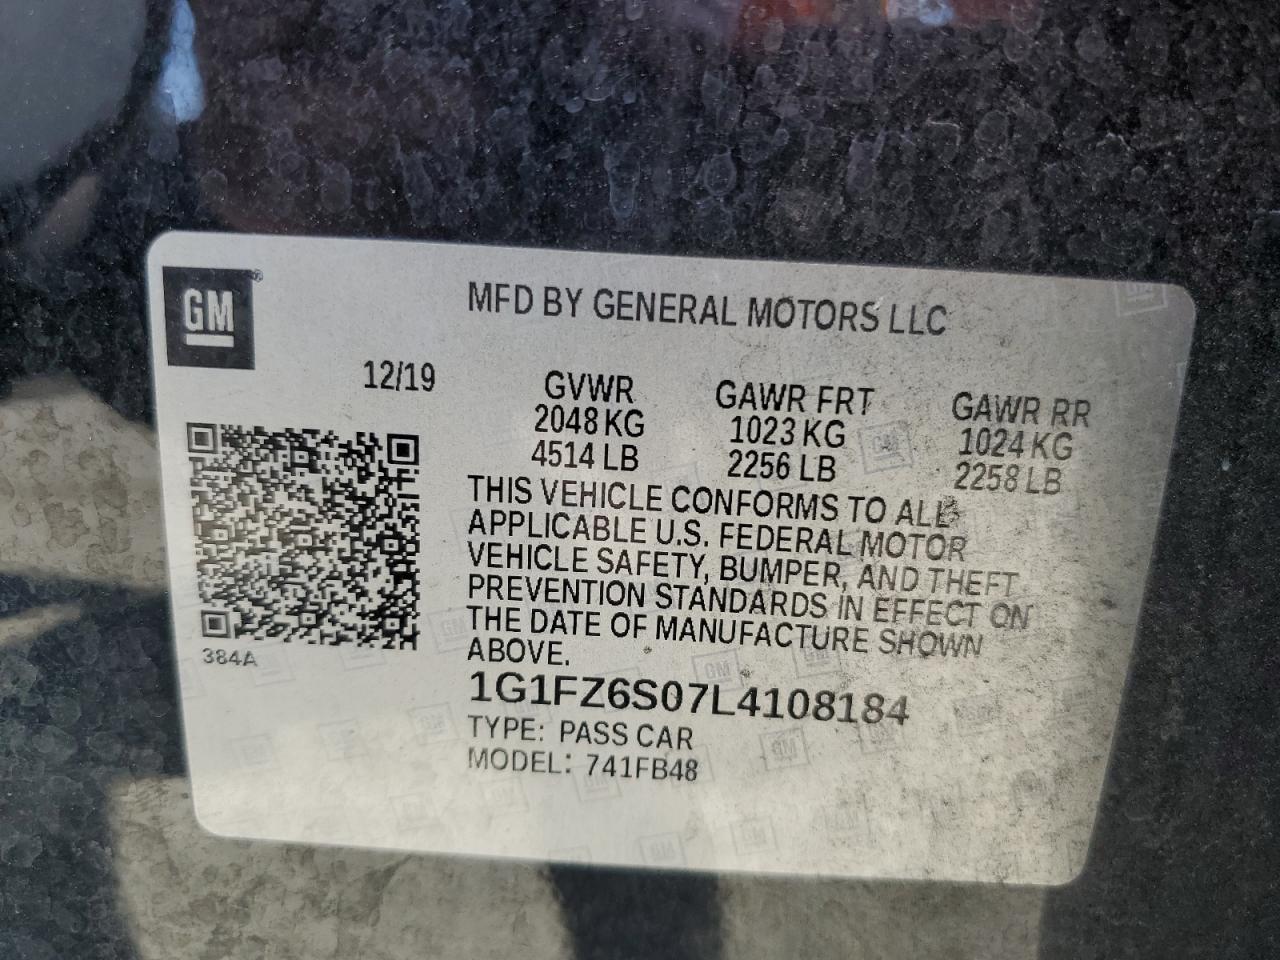 GM®
MFD BY GENERAL MOTORS LLC
12/19
GVWR GAWR FRT GAWR RR
2048 KG 1023 KG 1024 KG
4514 LB 2256 LB 2258 LB
THIS VEHICLE CONFORMS TO ALL
APPLICABLE U.S. FEDERAL MOTOR
VEHICLE SAFETY, BUMPER, AND THEFT
PREVENTION STANDARDS IN EFFECT ON
THE DATE OF MANUFACTURE SHOWN
ABOVE.
384A
1G1FZ6S07L4108184
TYPE: PASS CAR
MODEL: 741FB48